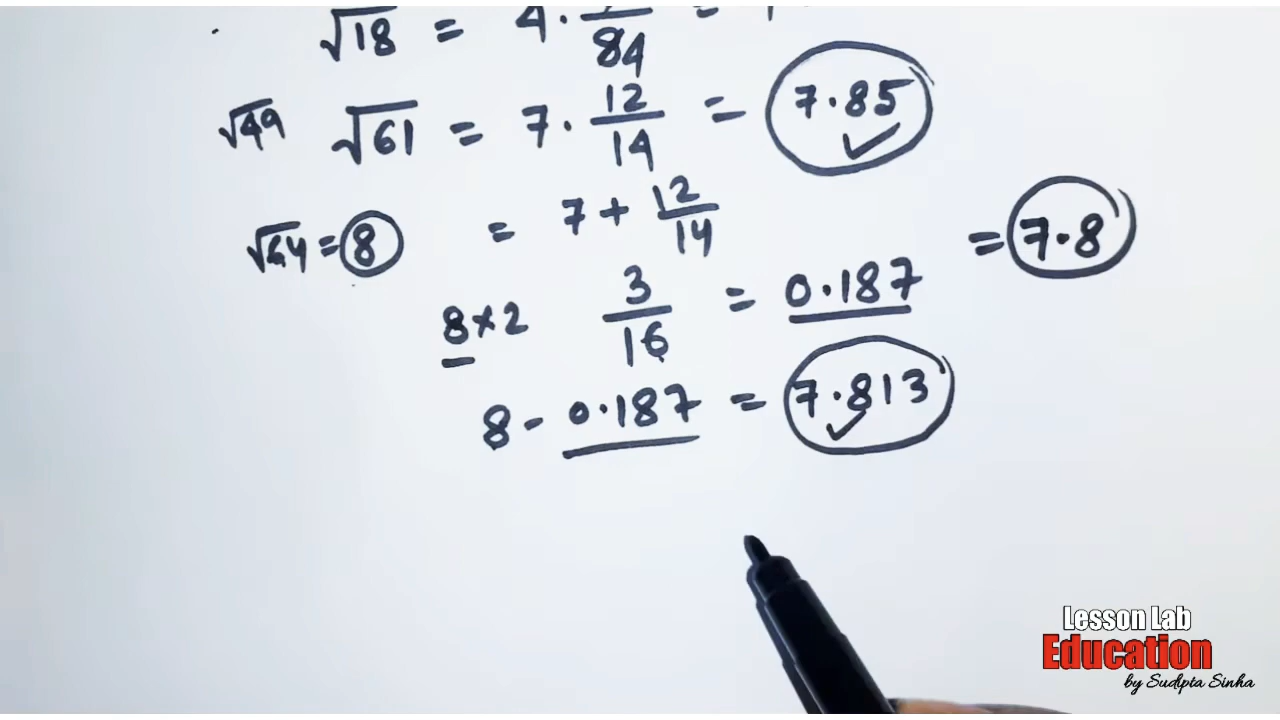 √18 = 4. /84 =
√49 √61 = 7. 12/14 = 7.85
√64 = 8 = 7 + 12/14 = 7.8
8×2 3/16 = 0.187
8 - 0.187 = 7.813
Lesson Lab
Education
by Sudipta Sinha